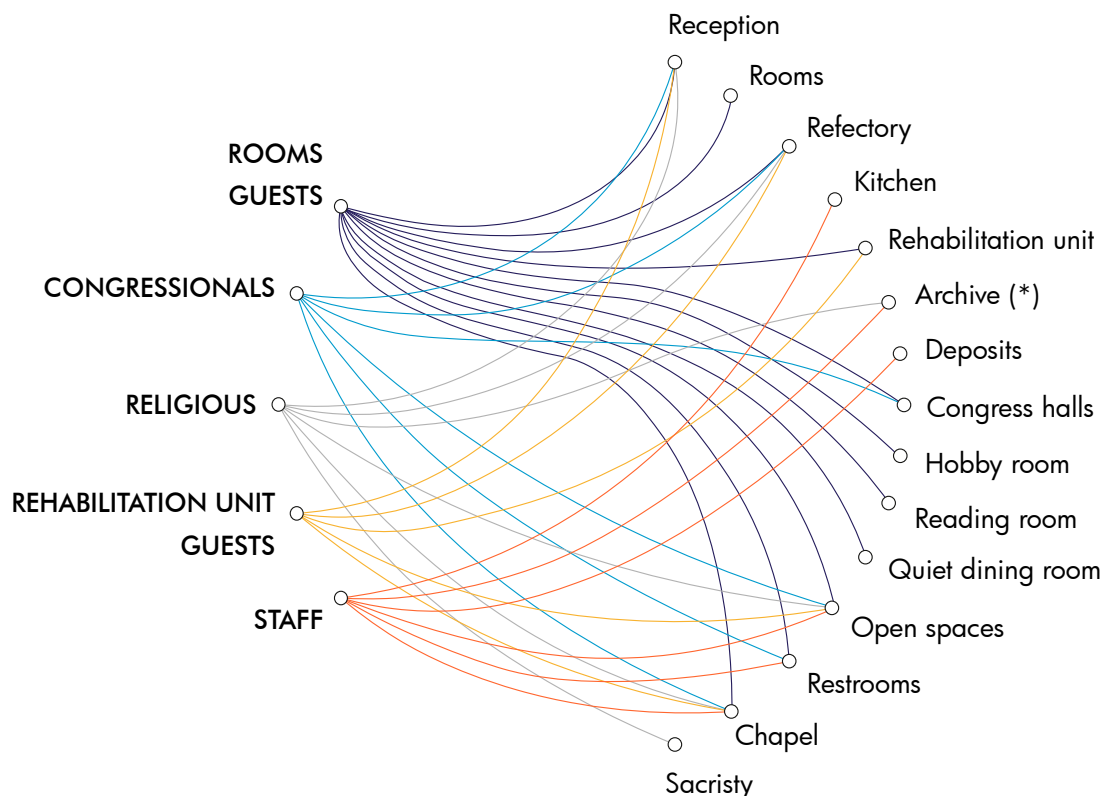 ROOMS
GUESTS
CONGRESSIONALS
RELIGIOUS
REHABILITATION UNIT
GUESTS
STAFF
Reception
Rooms
Refectory
Kitchen
Rehabilitation unit
Archive (*)
Deposits
Congress halls
Hobby room
Reading room
Quiet dining room
Open spaces
Restrooms
Chapel
Sacristy